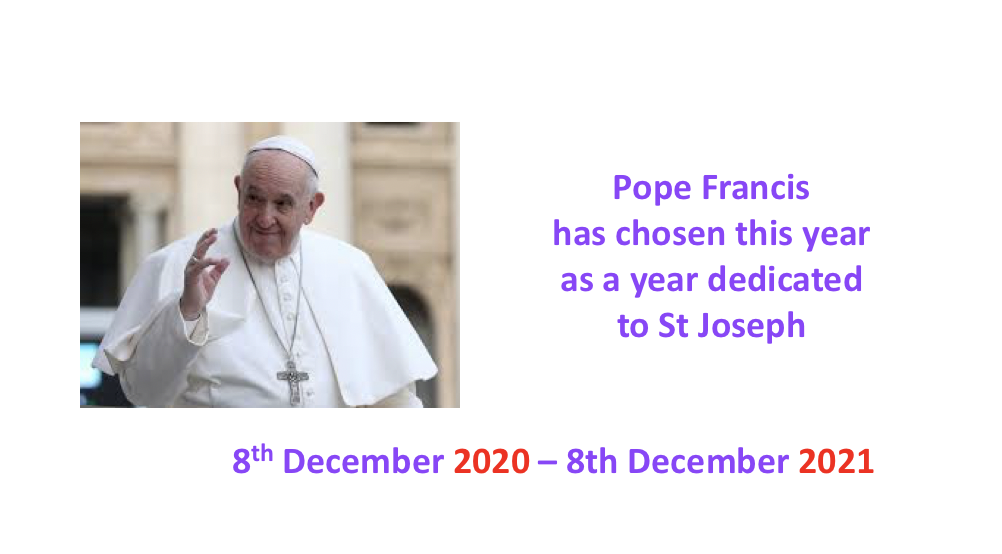 Pope Francis
has chosen this year
as a year dedicated
to St Joseph
8th December 2020 – 8th December 2021